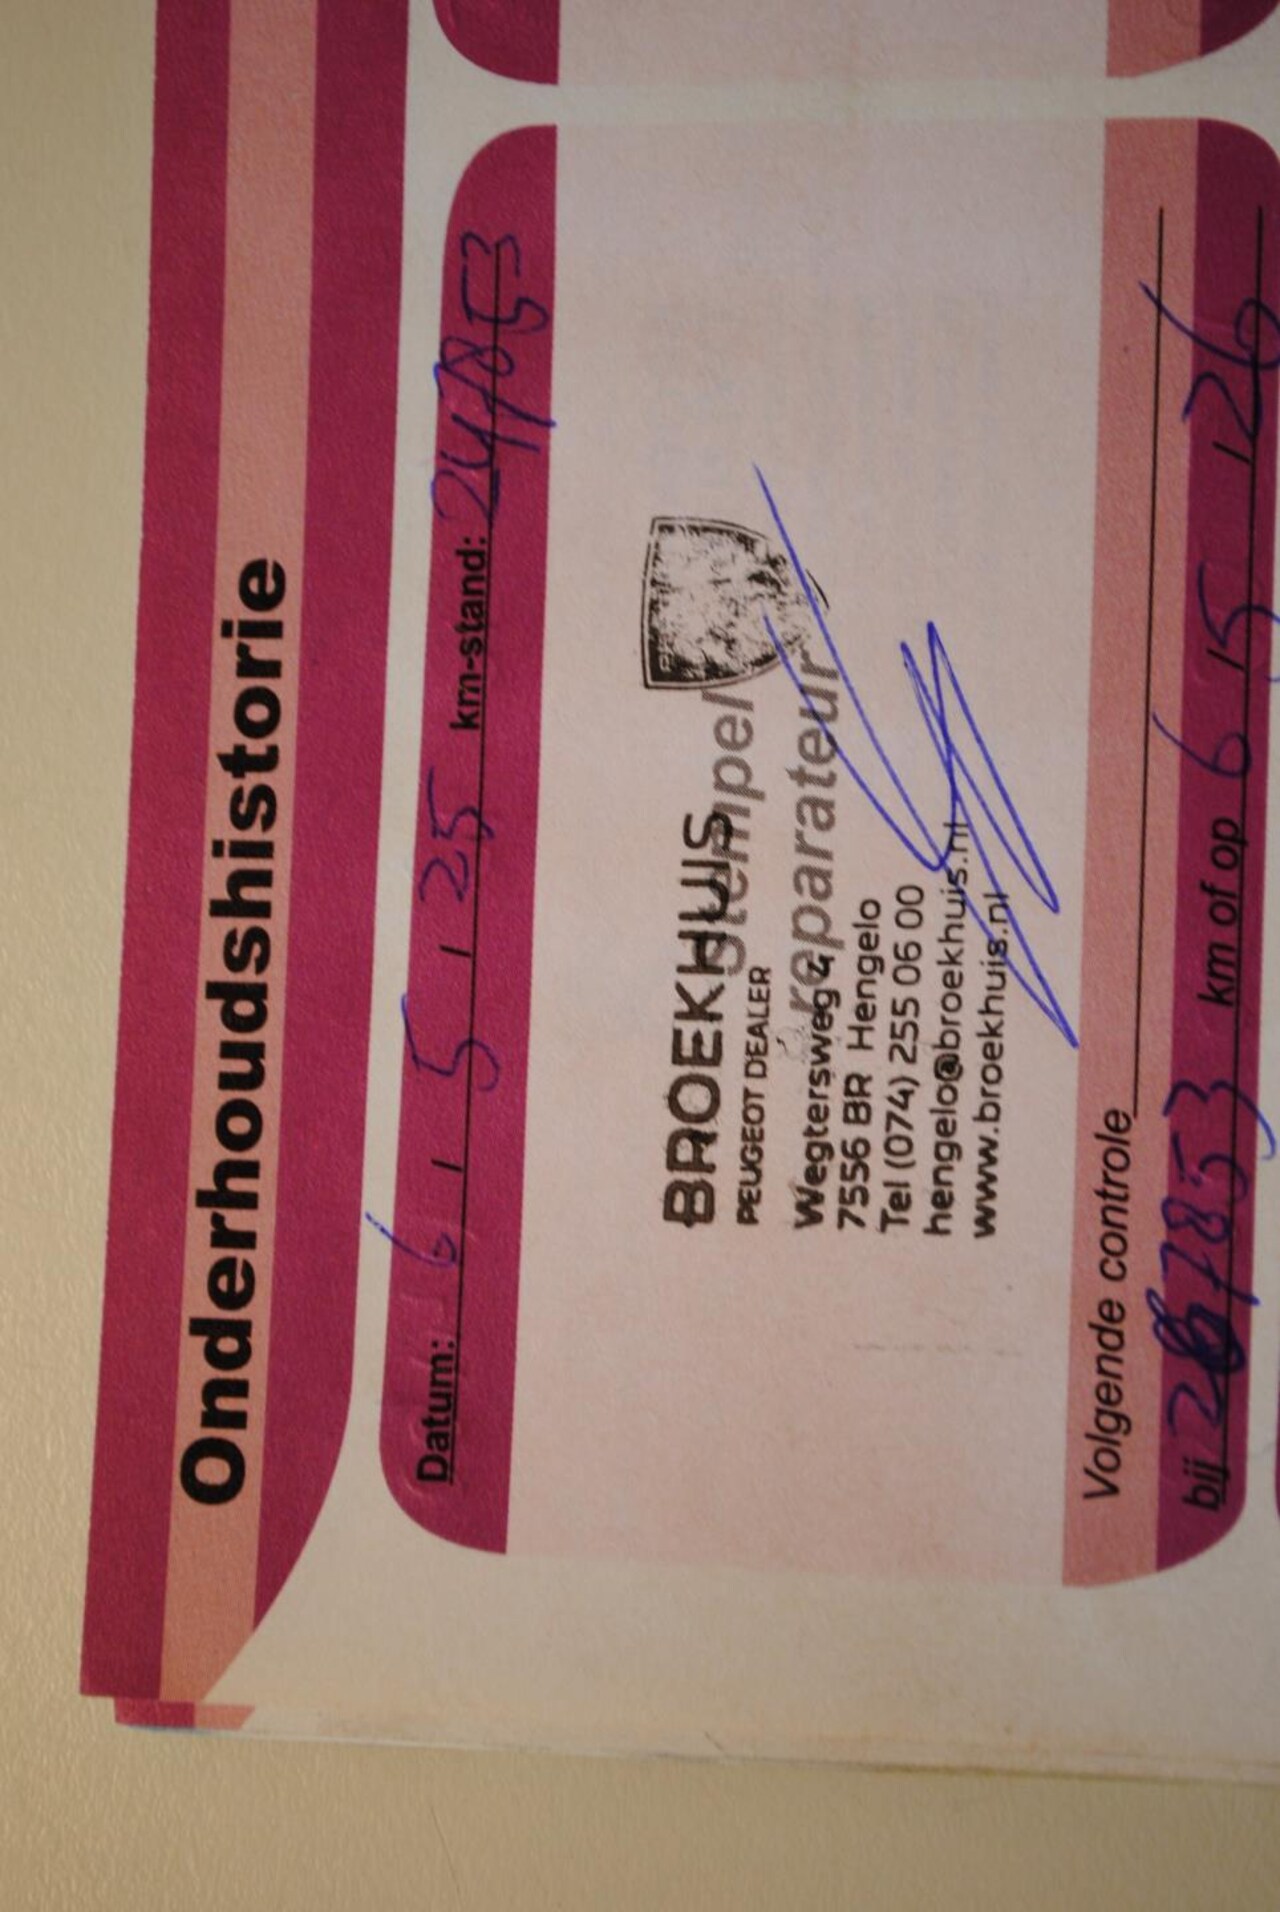 Onderhoudshistorie
Datum: 6 / 5 / 25 km-stand: 247853
BROEKHUIS
PEUGEOT DEALER
Stempel
reparateur
Wegtersweg 4
7556 BR Hengelo
Tel (074) 255 06 00
hengelo@broekhuis.nl
www.broekhuis.nl
Volgende controle
bij km of op 6 / 5 / 26